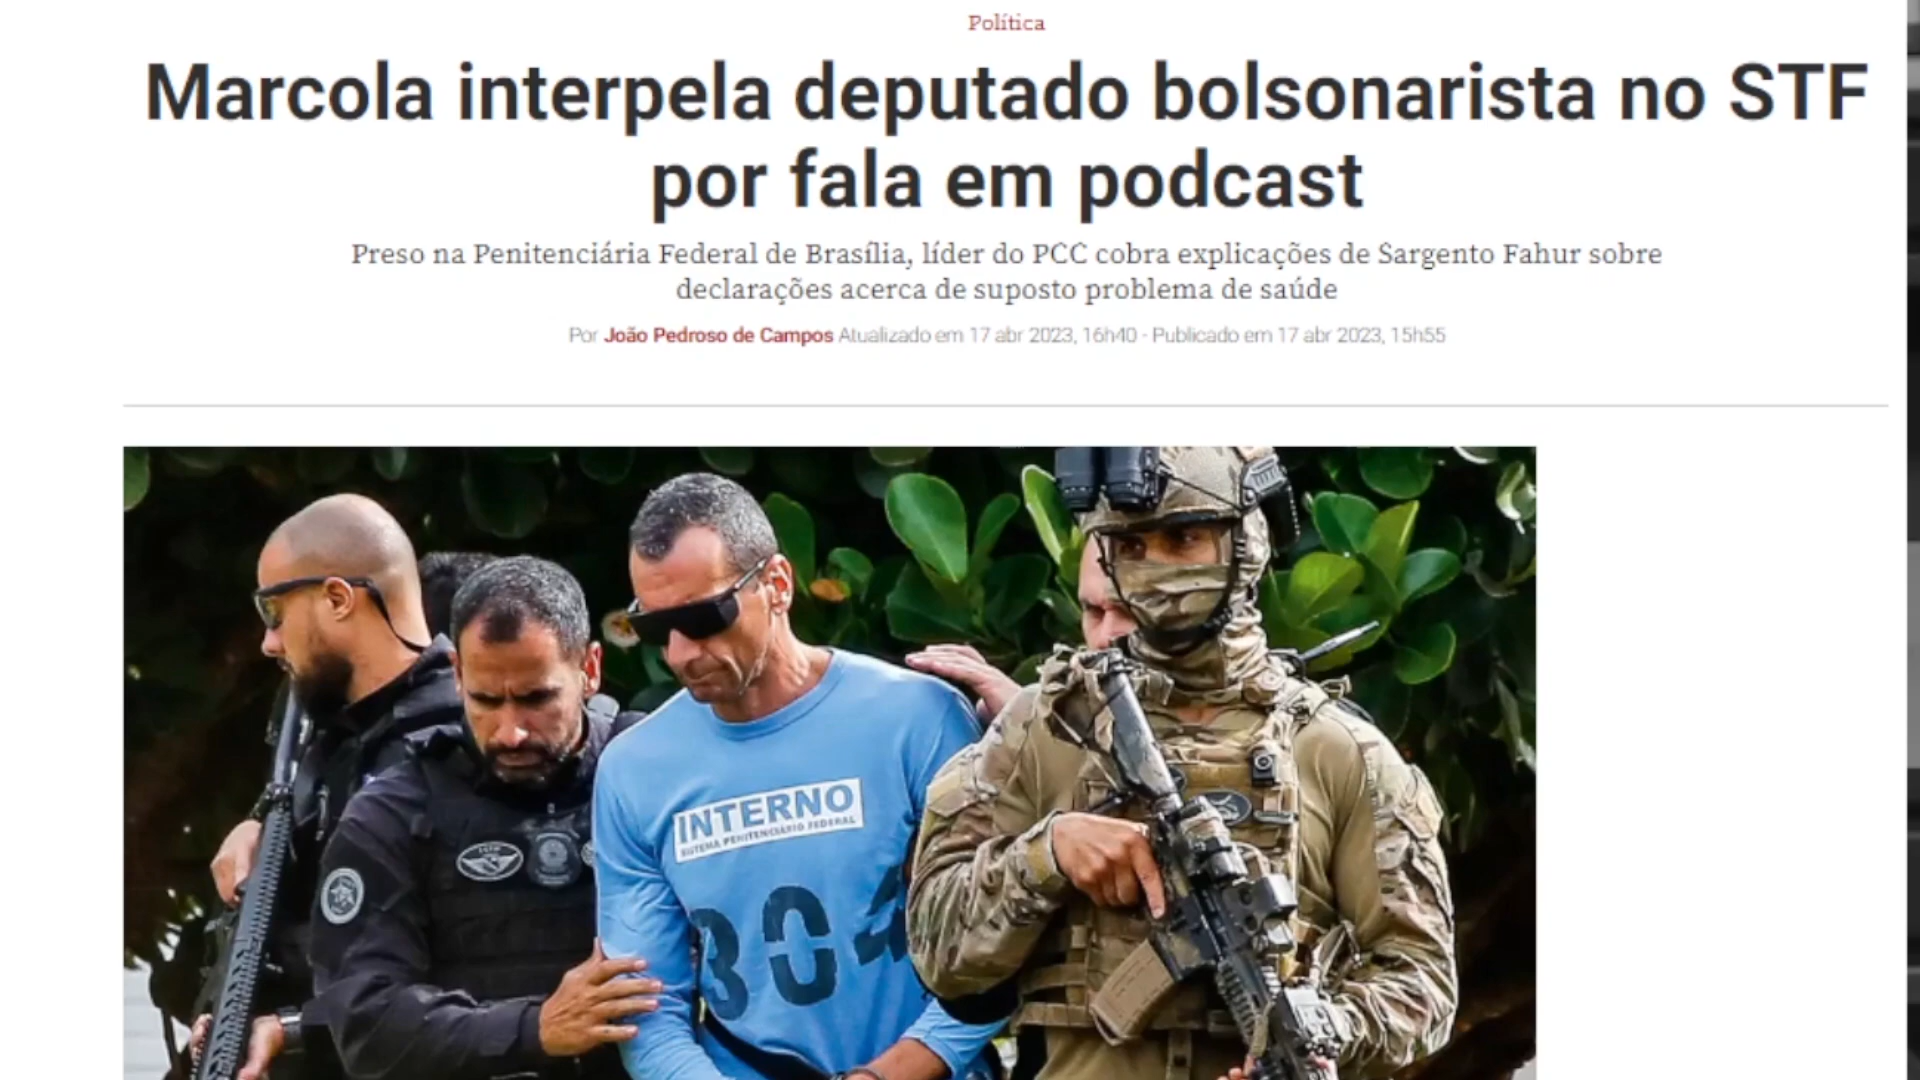 Política
Marcola interpela deputado bolsonarista no STF
por fala em podcast
Preso na Penitenciária Federal de Brasília, líder do PCC cobra explicações de Sargento Fahur sobre
declarações acerca de suposto problema de saúde
Por João Pedroso de Campos Atualizado em 17 abr 2023, 16h40 - Publicado em 17 abr 2023, 15h55
INTERNO
SISTEMA PENITENCIÁRIO FEDERAL
304